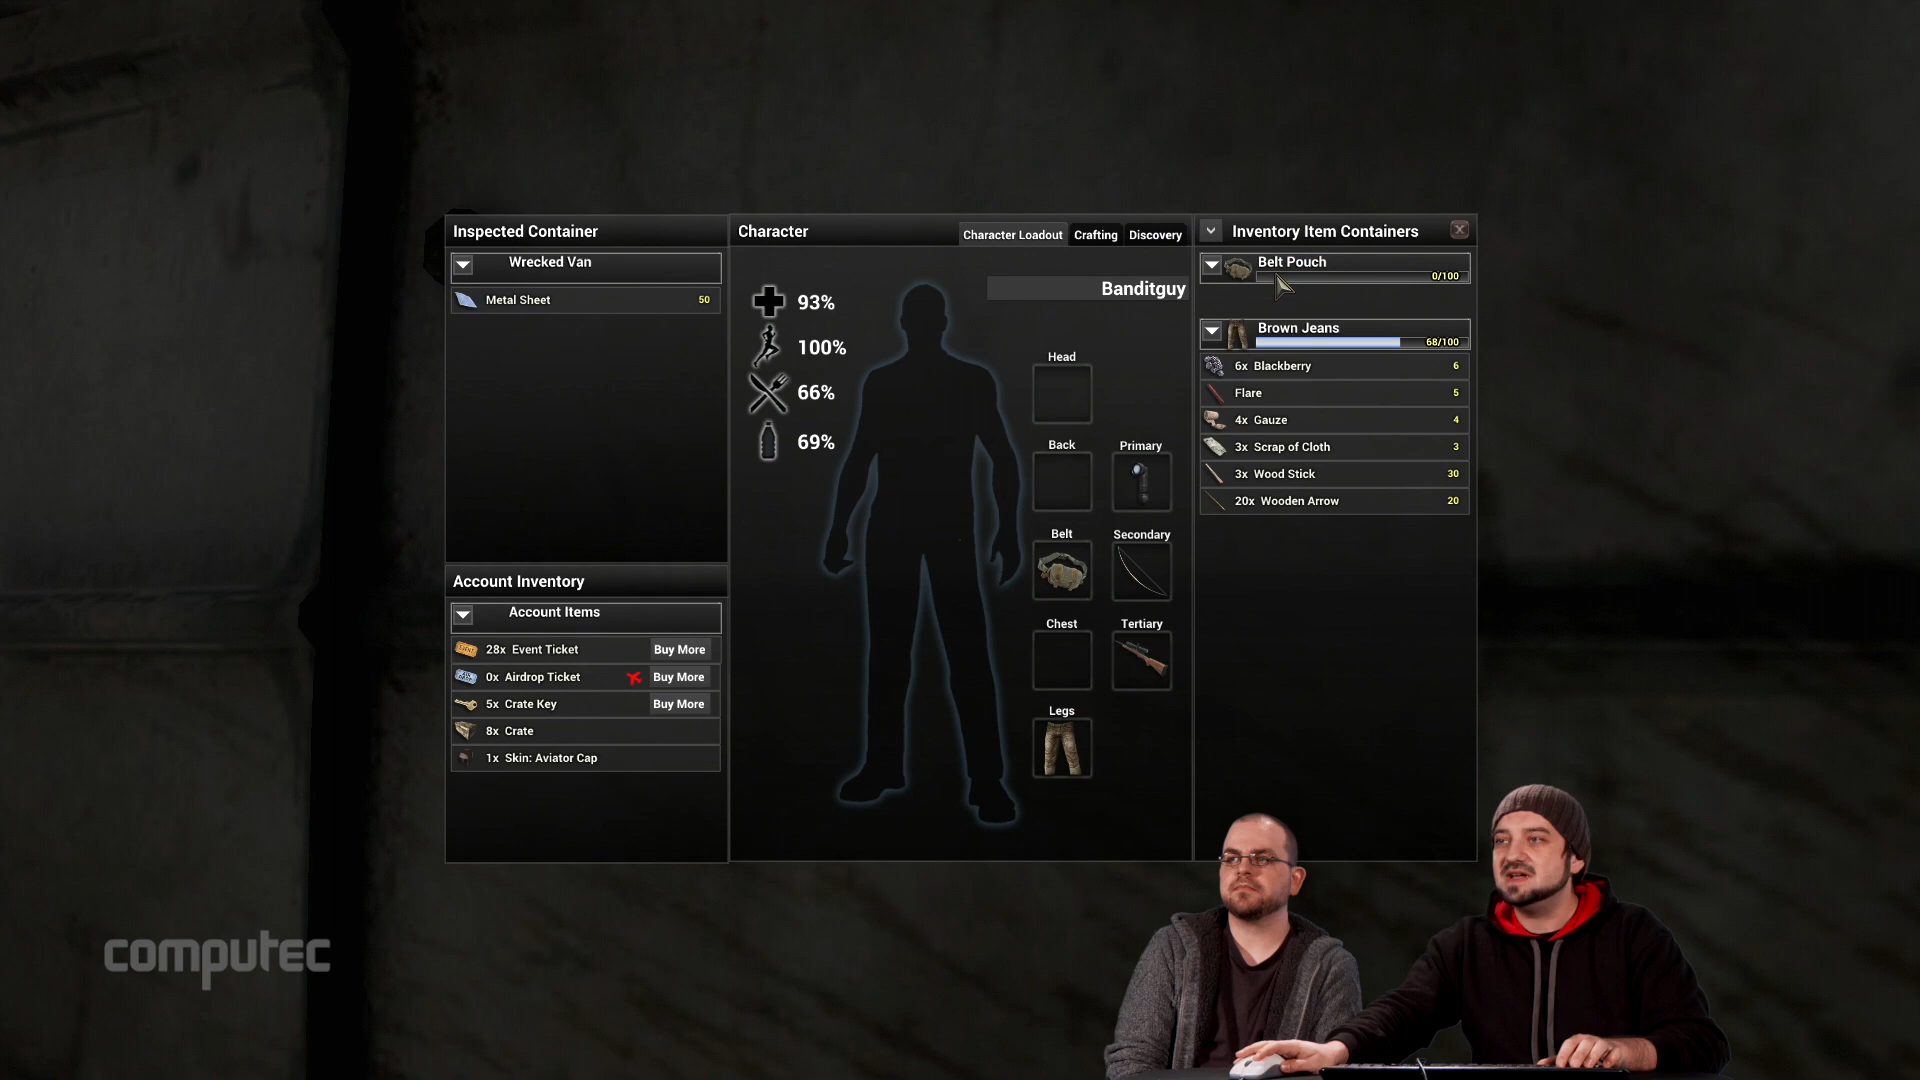 Inspected Container
Wrecked Van
Metal Sheet 50
Account Inventory
Account Items
28x Event Ticket Buy More
0x Airdrop Ticket Buy More
5x Crate Key Buy More
8x Crate
1x Skin: Aviator Cap
Character
Character Loadout Crafting Discovery
Banditguy
93%
100%
66%
69%
Head
Back Primary
Belt Secondary
Chest Tertiary
Legs
Inventory Item Containers
Belt Pouch
0/100
Brown Jeans
68/100
6x Blackberry 6
Flare 5
4x Gauze 4
3x Scrap of Cloth 3
3x Wood Stick 30
20x Wooden Arrow 20
computec